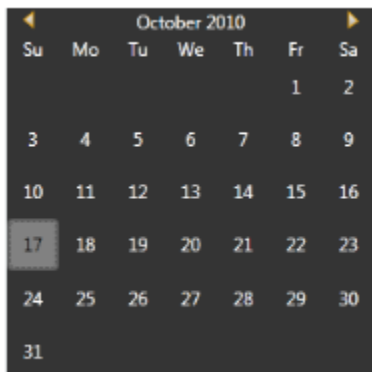 October 2010
Su Mo Tu We Th Fr Sa
1 2
3 4 5 6 7 8 9
10 11 12 13 14 15 16
17 18 19 20 21 22 23
24 25 26 27 28 29 30
31